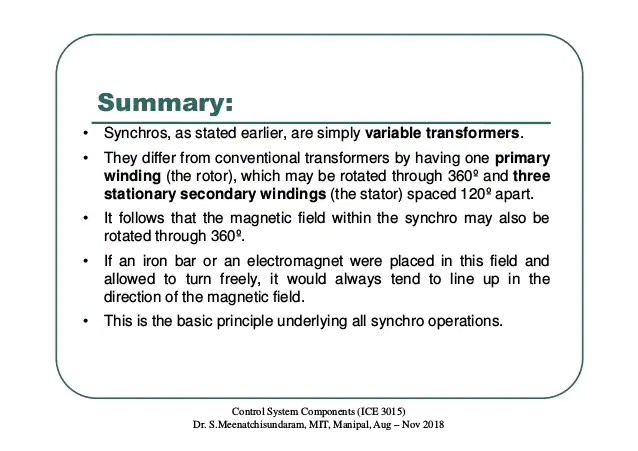 Summary:
• Synchros, as stated earlier, are simply variable transformers.
• They differ from conventional transformers by having one primary
winding (the rotor), which may be rotated through 360º and three
stationary secondary windings (the stator) spaced 120º apart.
• It follows that the magnetic field within the synchro may also be
rotated through 360º.
• If an iron bar or an electromagnet were placed in this field and
allowed to turn freely, it would always tend to line up in the
direction of the magnetic field.
• This is the basic principle underlying all synchro operations.
Control System Components (ICE 3015)
Dr. S.Meenatchisundaram, MIT, Manipal, Aug – Nov 2018